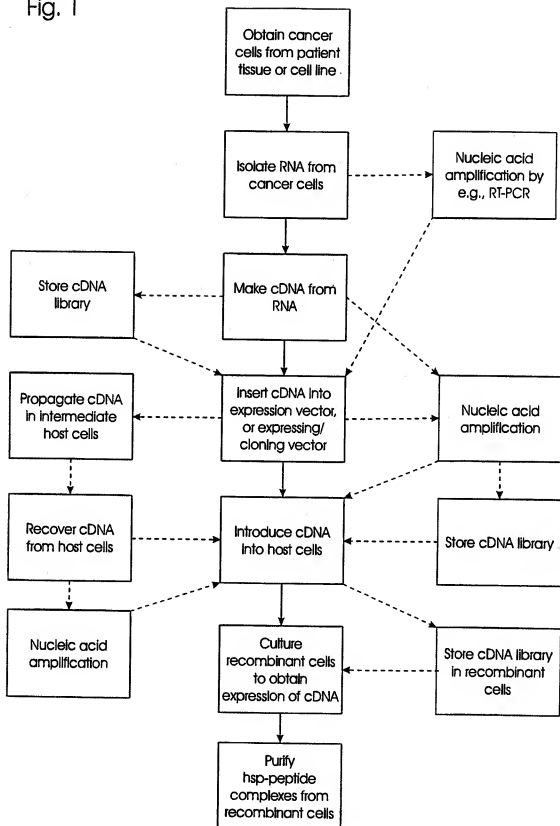 Fig. 1
Obtain cancer
cells from patient
tissue or cell line
Isolate RNA from
cancer cells
Nucleic acid
amplification by
e.g., RT-PCR
Store cDNA
library
Make cDNA from
RNA
Propagate cDNA
in intermediate
host cells
Insert cDNA into
expression vector,
or expressing/
cloning vector
Nucleic acid
amplification
Recover cDNA
from host cells
Introduce cDNA
into host cells
Store cDNA library
Nucleic acid
amplification
Culture
recombinant cells
to obtain
expression of cDNA
Store cDNA library
in recombinant
cells
Purify
hsp-peptide
complexes from
recombinant cells